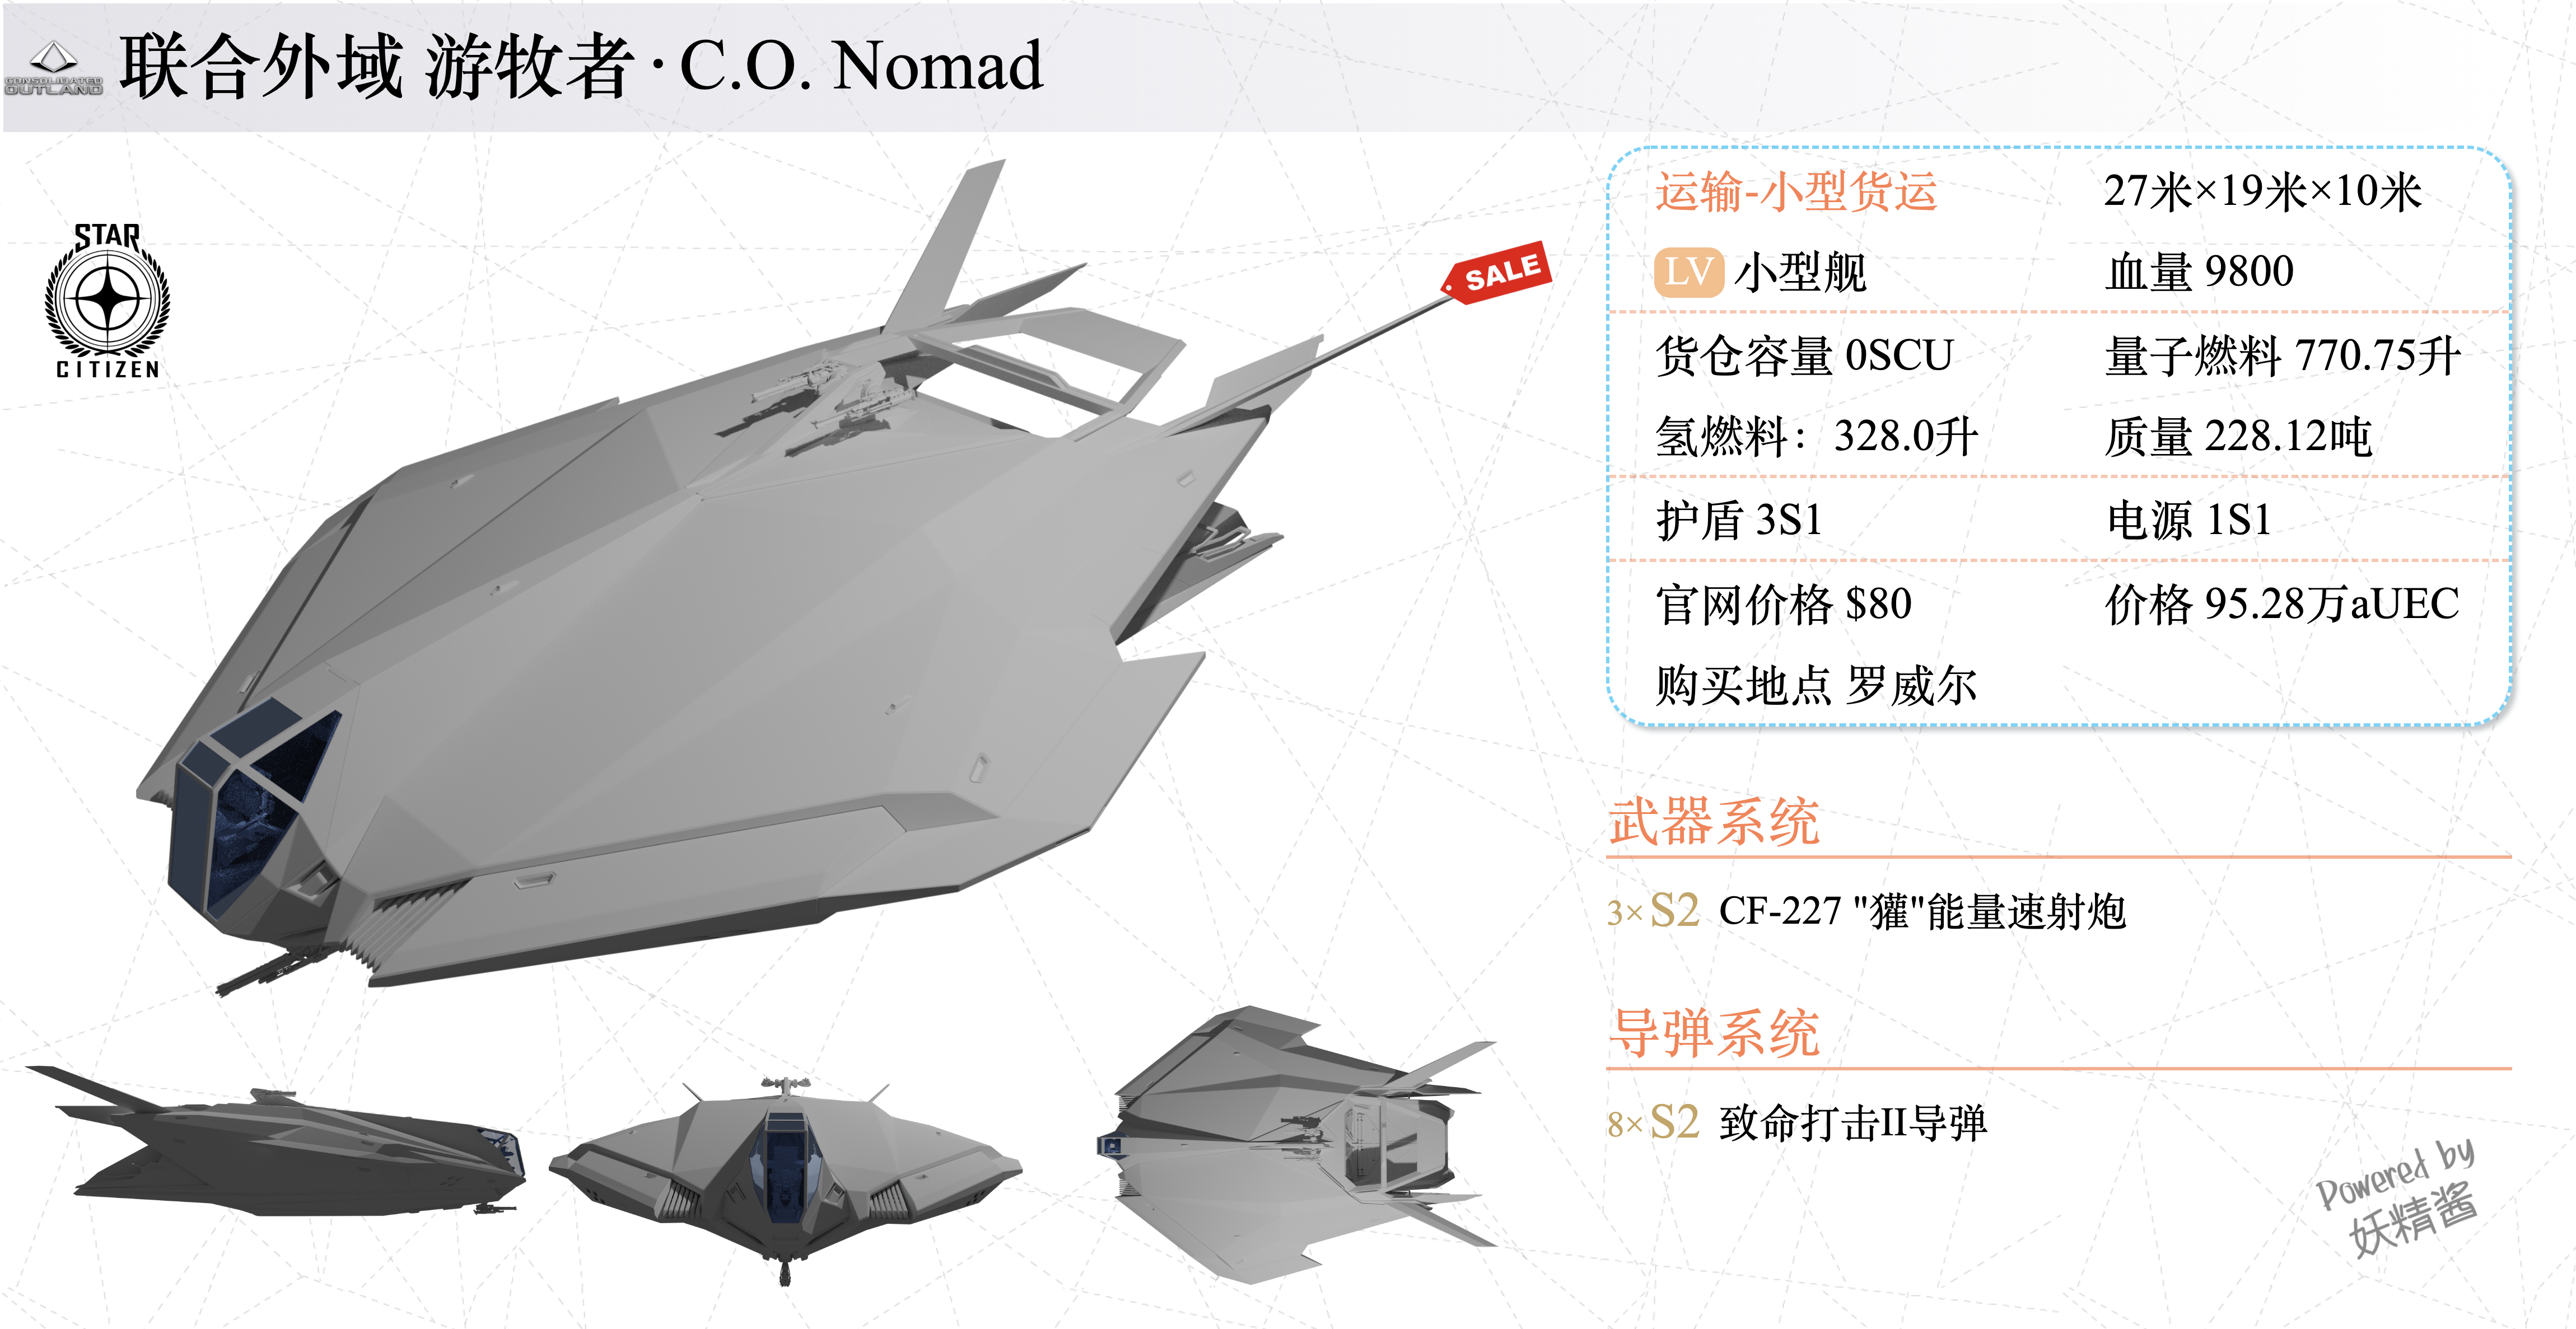 CONSOLIDATED
OUTLAND
联合外域 游牧者·C.O. Nomad
STAR
CITIZEN
SALE
运输-小型货运 27米×19米×10米
LV 小型舰 血量 9800
货仓容量 0SCU 量子燃料 770.75升
氢燃料：328.0升 质量 228.12吨
护盾 3S1 电源 1S1
官网价格 $80 价格 95.28万aUEC
购买地点 罗威尔
武器系统
3× S2 CF-227 "獾"能量速射炮
导弹系统
8× S2 致命打击II导弹
Powered by
妖精酱